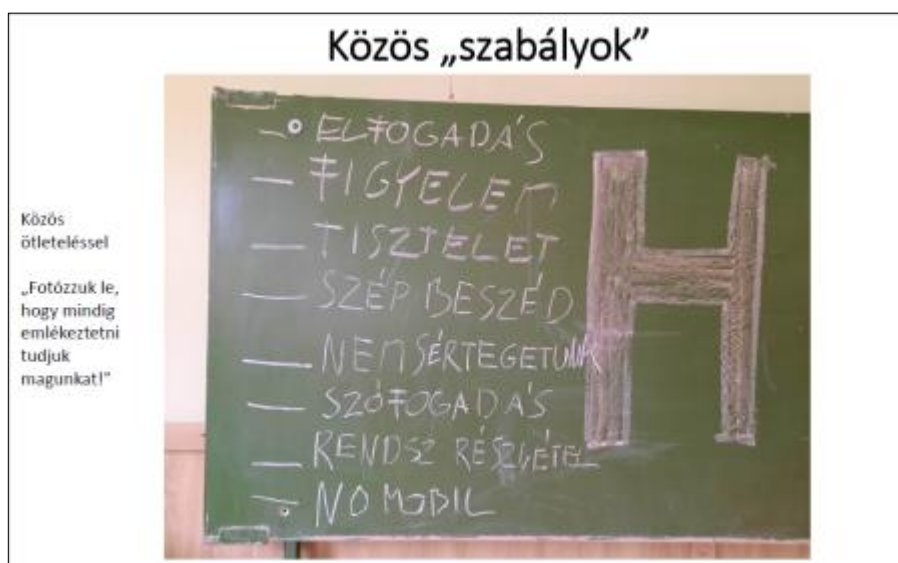 Közös „szabályok”
Közös
ötleteléssel
„Fotózzuk le,
hogy mindig
emlékeztetni
tudjuk
magunkat!”
– ELFOGADÁS
– FIGYELEM
– TISZTELET
– SZÉP BESZÉD
– NEM SÉRTEGETÜNK
– SZÓFOGADÁS
– RENDSZ RÉSZVÉTEL
– NO MOBIL
H